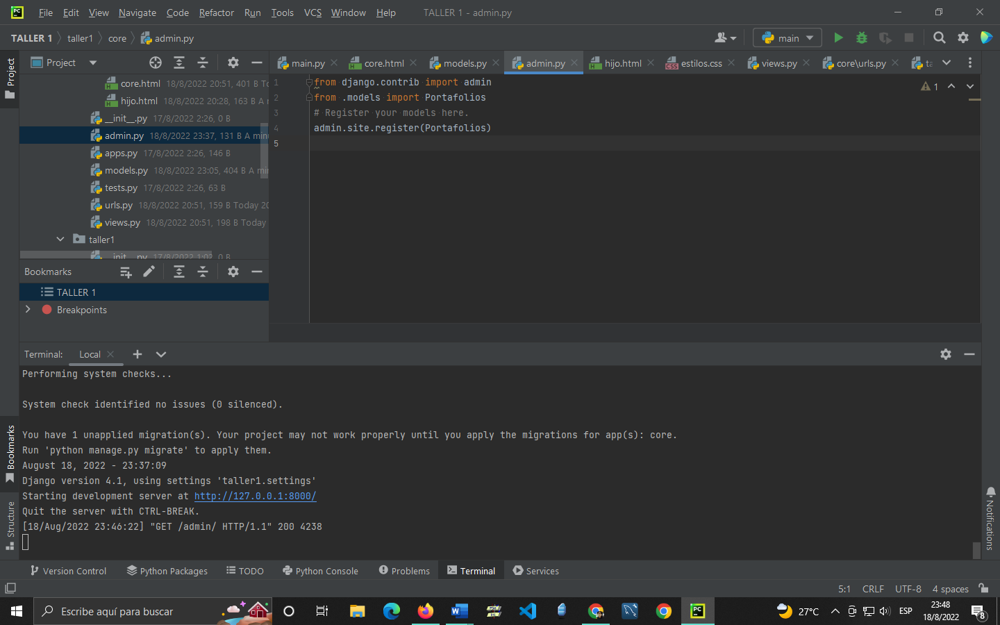 File Edit View Navigate Code Refactor Run Tools VCS Window Help TALLER 1 - admin.py
TALLER 1 taller1 core admin.py main
Project
Project
main.py core.html models.py admin.py hijo.html estilos.css views.py core\urls.py ta
core.html 18/8/2022 20:51, 401 B To
hijo.html 18/8/2022 20:28, 163 B A m
__init__.py 17/8/2022 2:26, 0 B
admin.py 18/8/2022 23:37, 131 B A minu
apps.py 17/8/2022 2:26, 146 B
models.py 18/8/2022 23:05, 404 B A min
tests.py 17/8/2022 2:26, 63 B
urls.py 18/8/2022 20:51, 159 B Today 20
views.py 18/8/2022 20:51, 198 B Today
taller1
__init__.py 17/8/2022 1:02, 0 B
1 from django.contrib import admin
2 from .models import Portafolios
3 # Register your models here.
4 admin.site.register(Portafolios)
5
1
Bookmarks
TALLER 1
Breakpoints
Terminal: Local
Performing system checks...
System check identified no issues (0 silenced).
You have 1 unapplied migration(s). Your project may not work properly until you apply the migrations for app(s): core.
Run 'python manage.py migrate' to apply them.
August 18, 2022 - 23:37:09
Django version 4.1, using settings 'taller1.settings'
Starting development server at http://127.0.0.1:8000/
Quit the server with CTRL-BREAK.
[18/Aug/2022 23:46:22] "GET /admin/ HTTP/1.1" 200 4238
Bookmarks
Structure
Notifications
Version Control Python Packages TODO Python Console Problems Terminal Services
5:1 CRLF UTF-8 4 spaces
Escribe aquí para buscar
27°C ESP 23:48
18/8/2022
8